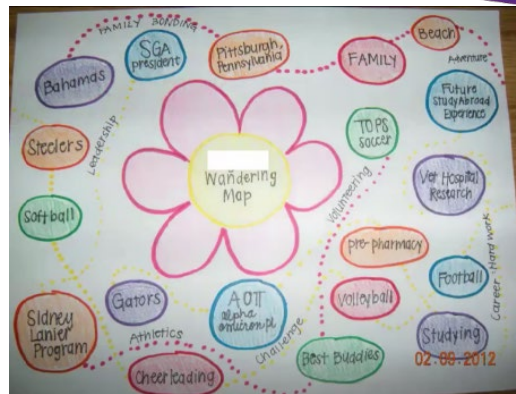 FAMILY BONDING
SGA
president
Pittsburgh,
Pennsylvania
FAMILY
Beach
Bahamas
Adventure
Future
Study Abroad
Experience
Steelers
Leadership
TOPS
soccer
Wandering
Map
Volunteering
Vet Hospital
Research
Softball
pre-pharmacy
Football
Career-Hardwork
Gators
AOΠ
alpha
omicron pi
Volleyball
Sidney
Lanier
Program
Athletics
Challenge
Studying
Best Buddies
Cheerleading
02.09.2012